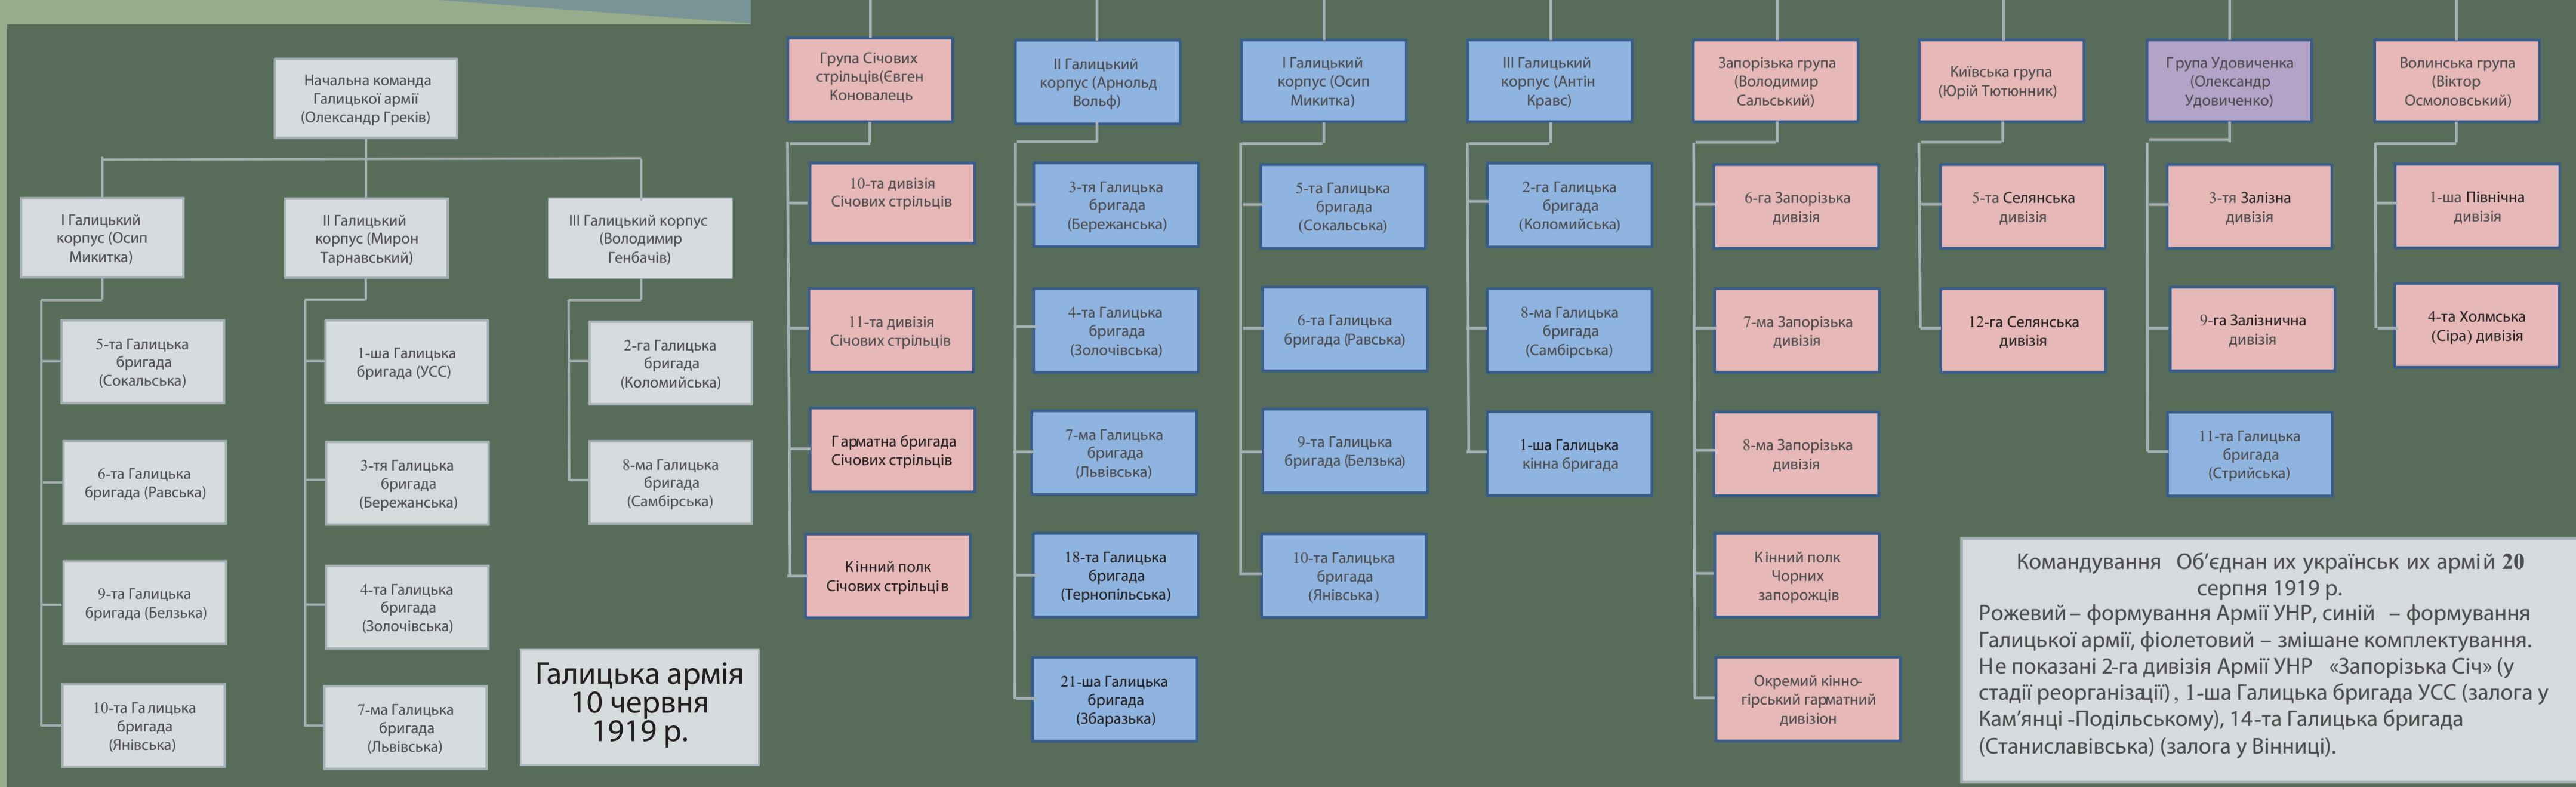 Начальна команда
Галицької армії
(Олександр Греків)
І Галицький
корпус (Осип
Микитка)
5-та Галицька
бригада
(Сокальська)
6-та Галицька
бригада (Равська)
9-та Галицька
бригада (Белзька)
10-та Галицька
бригада
(Янівська)
ІІ Галицький
корпус (Мирон
Тарнавський)
1-ша Галицька
бригада (УСС)
3-тя Галицька
бригада
(Бережанська)
4-та Галицька
бригада
(Золочівська)
7-ма Галицька
бригада
(Львівська)
ІІІ Галицький корпус
(Володимир
Генбачів)
2-га Галицька
бригада
(Коломийська)
8-ма Галицька
бригада
(Самбірська)
Галицька армія
10 червня
1919 р.
Група Січових
стрільців(Євген
Коновалець
10-та дивізія
Січових стрільців
11-та дивізія
Січових стрільців
Гарматна бригада
Січових стрільців
Кінний полк
Січових стрільців
ІІ Галицький
корпус (Арнольд
Вольф)
3-тя Галицька
бригада
(Бережанська)
4-та Галицька
бригада
(Золочівська)
7-ма Галицька
бригада
(Львівська)
18-та Галицька
бригада
(Тернопільська)
21-ша Галицька
бригада
(Збаразька)
І Галицький
корпус (Осип
Микитка)
5-та Галицька
бригада
(Сокальська)
6-та Галицька
бригада (Равська)
9-та Галицька
бригада (Белзька)
10-та Галицька
бригада
(Янівська)
ІІІ Галицький
корпус (Антін
Кравс)
2-га Галицька
бригада
(Коломийська)
8-ма Галицька
бригада
(Самбірська)
1-ша Галицька
кінна бригада
Запорізька група
(Володимир
Сальський)
6-га Запорізька
дивізія
7-ма Запорізька
дивізія
8-ма Запорізька
дивізія
Кінний полк
Чорних
запорожців
Окремий кінно-
гірський гарматний
дивізіон
Київська група
(Юрій Тютюнник)
5-та Селянська
дивізія
12-га Селянська
дивізія
Група Удовиченка
(Олександр
Удовиченко)
3-тя Залізна
дивізія
9-га Залізнична
дивізія
11-та Галицька
бригада
(Стрийська)
Волинська група
(Віктор
Осмоловський)
1-ша Північна
дивізія
4-та Холмська
(Сіра) дивізія
Командування Об’єднан их українськ их армій 20
серпня 1919 р.
Рожевий – формування Армії УНР, синій – формування
Галицької армії, фіолетовий – змішане комплектування.
Не показані 2-га дивізія Армії УНР «Запорізька Січ» (у
стадії реорганізації), 1-ша Галицька бригада УСС (залога у
Кам’янці -Подільському), 14-та Галицька бригада
(Станиславівська) (залога у Вінниці).